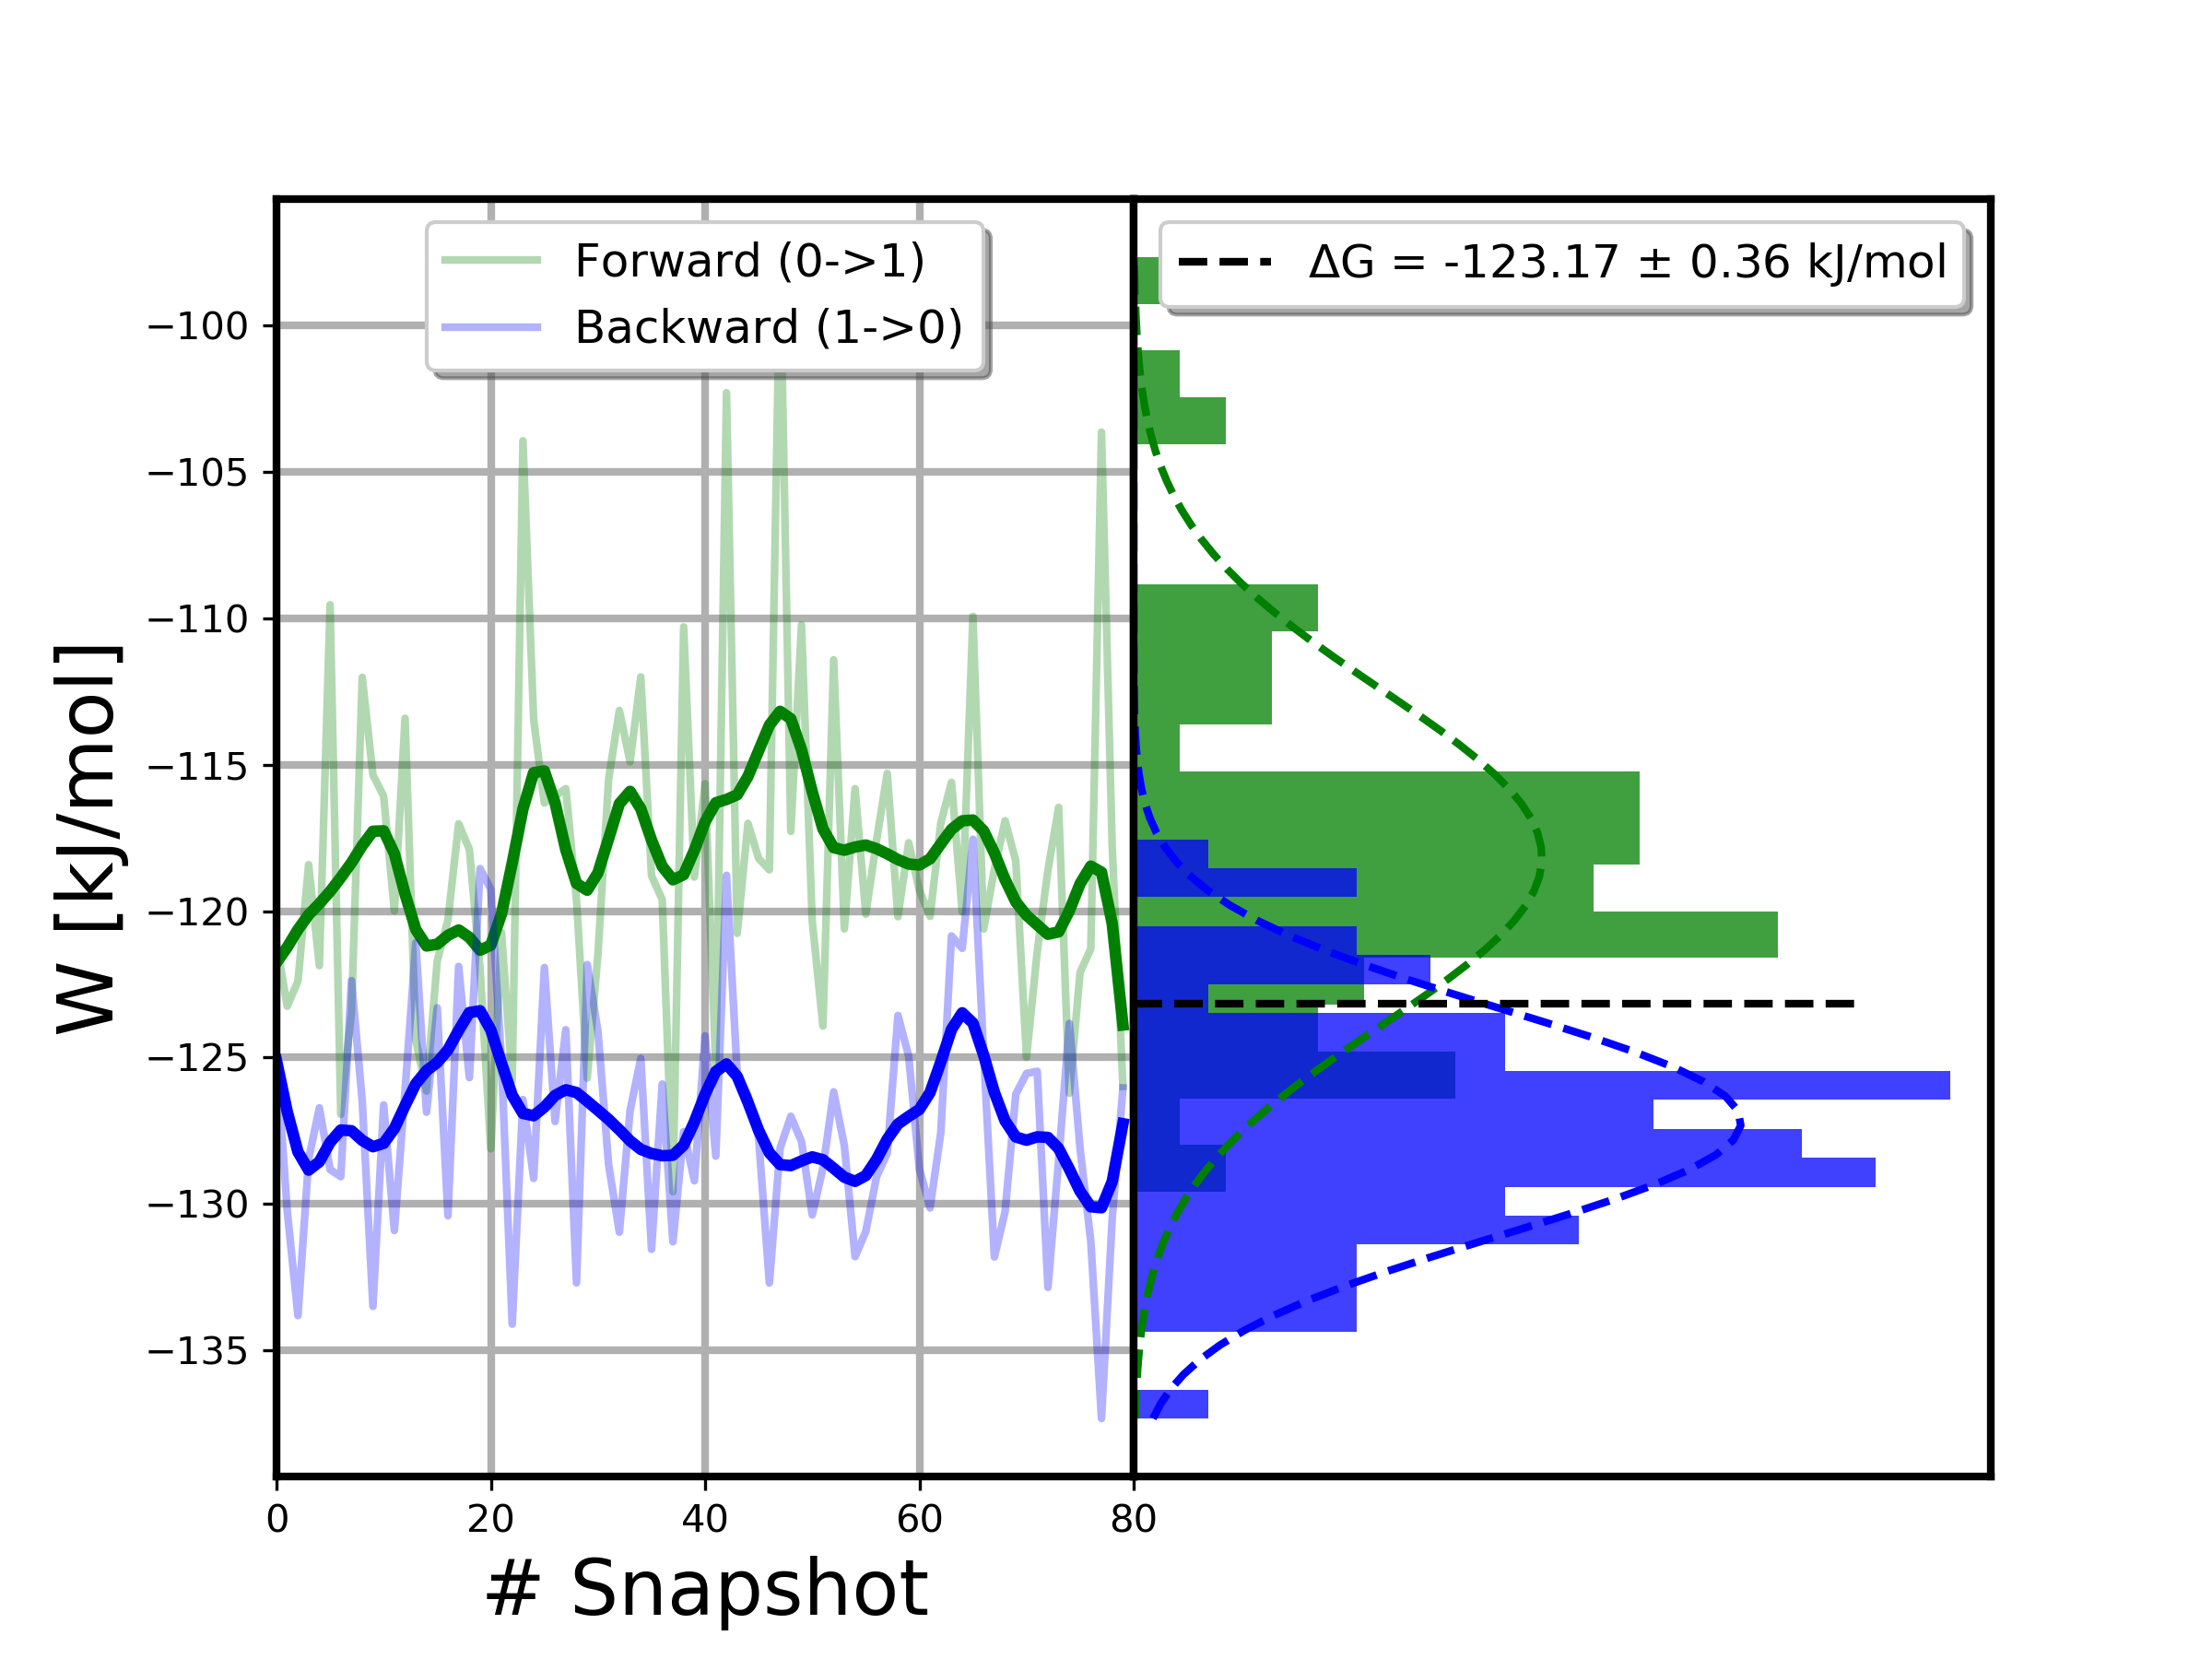 Forward (0->1)
Backward (1->0)
ΔG = -123.17 ± 0.36 kJ/mol
W [kJ/mol]
−100
−105
−110
−115
−120
−125
−130
−135
0 20 40 60 80
# Snapshot